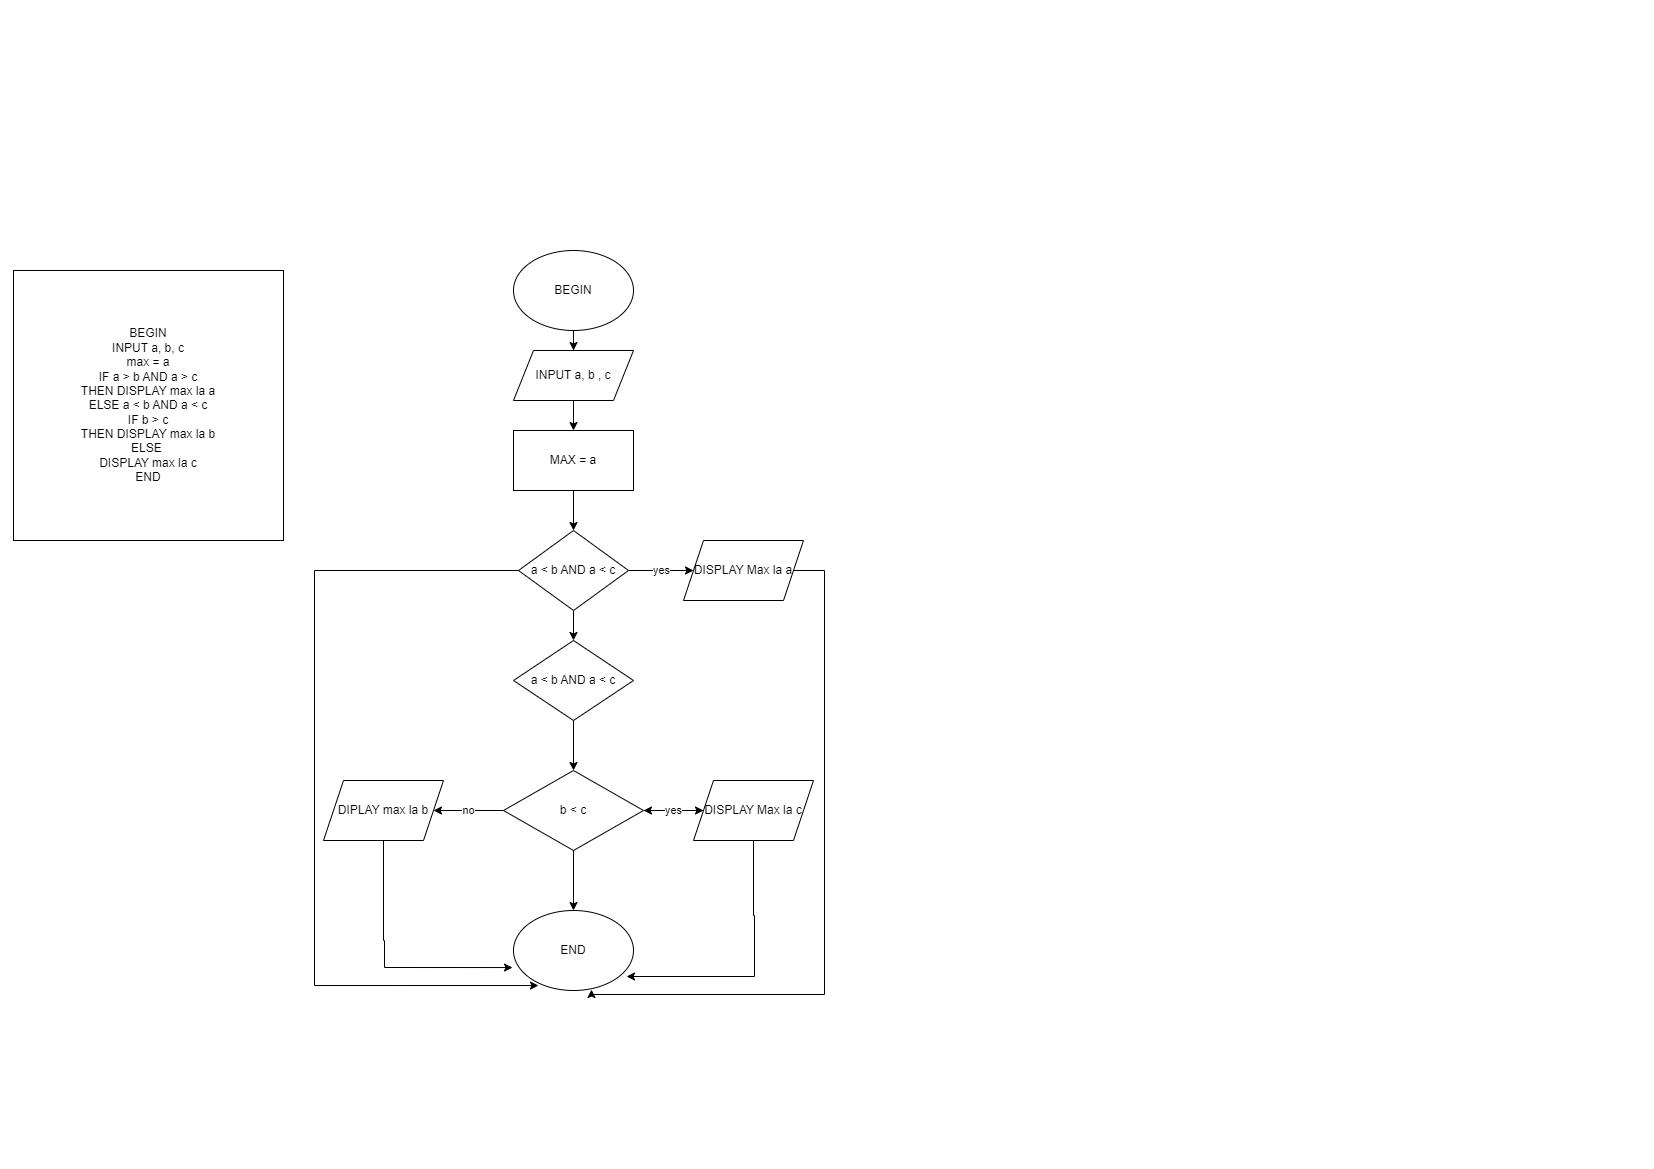 BEGIN
INPUT a, b, c
max = a
IF a > b AND a > c
THEN DISPLAY max la a
ELSE a < b AND a < c
IF b > c
THEN DISPLAY max la b
ELSE
DISPLAY max la c
END
BEGIN
INPUT a, b , c
MAX = a
a < b AND a < c
yes
DISPLAY Max la a
a < b AND a < c
DIPLAY max la b
no
b < c
yes
DISPLAY Max la c
END